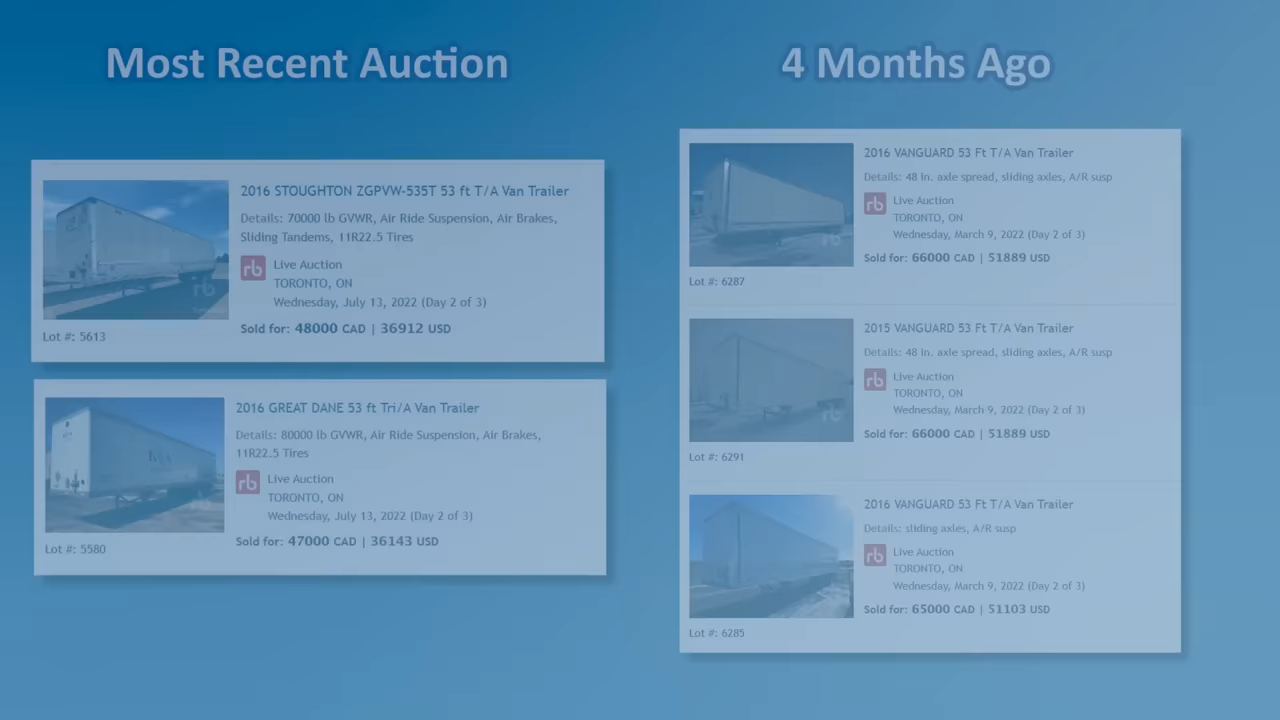 Most Recent Auction
2016 STOUGHTON ZGPVW-535T 53 ft T/A Van Trailer
Details: 70000 lb GVWR, Air Ride Suspension, Air Brakes,
Sliding Tandems, 11R22.5 Tires
rb
Live Auction
TORONTO, ON
Wednesday, July 13, 2022 (Day 2 of 3)
Sold for: 48000 CAD | 36912 USD
rb
Lot #: 5613
2016 GREAT DANE 53 ft Tri/A Van Trailer
Details: 80000 lb GVWR, Air Ride Suspension, Air Brakes,
11R22.5 Tires
rb
Live Auction
TORONTO, ON
Wednesday, July 13, 2022 (Day 2 of 3)
Sold for: 47000 CAD | 36143 USD
Lot #: 5580
4 Months Ago
2016 VANGUARD 53 Ft T/A Van Trailer
Details: 48 in. axle spread, sliding axles, A/R susp
rb
Live Auction
TORONTO, ON
Wednesday, March 9, 2022 (Day 2 of 3)
Sold for: 66000 CAD | 51889 USD
rb
Lot #: 6287
2015 VANGUARD 53 Ft T/A Van Trailer
Details: 48 in. axle spread, sliding axles, A/R susp
rb
Live Auction
TORONTO, ON
Wednesday, March 9, 2022 (Day 2 of 3)
Sold for: 66000 CAD | 51889 USD
rb
Lot #: 6291
2016 VANGUARD 53 Ft T/A Van Trailer
Details: sliding axles, A/R susp
rb
Live Auction
TORONTO, ON
Wednesday, March 9, 2022 (Day 2 of 3)
Sold for: 65000 CAD | 51103 USD
Lot #: 6285